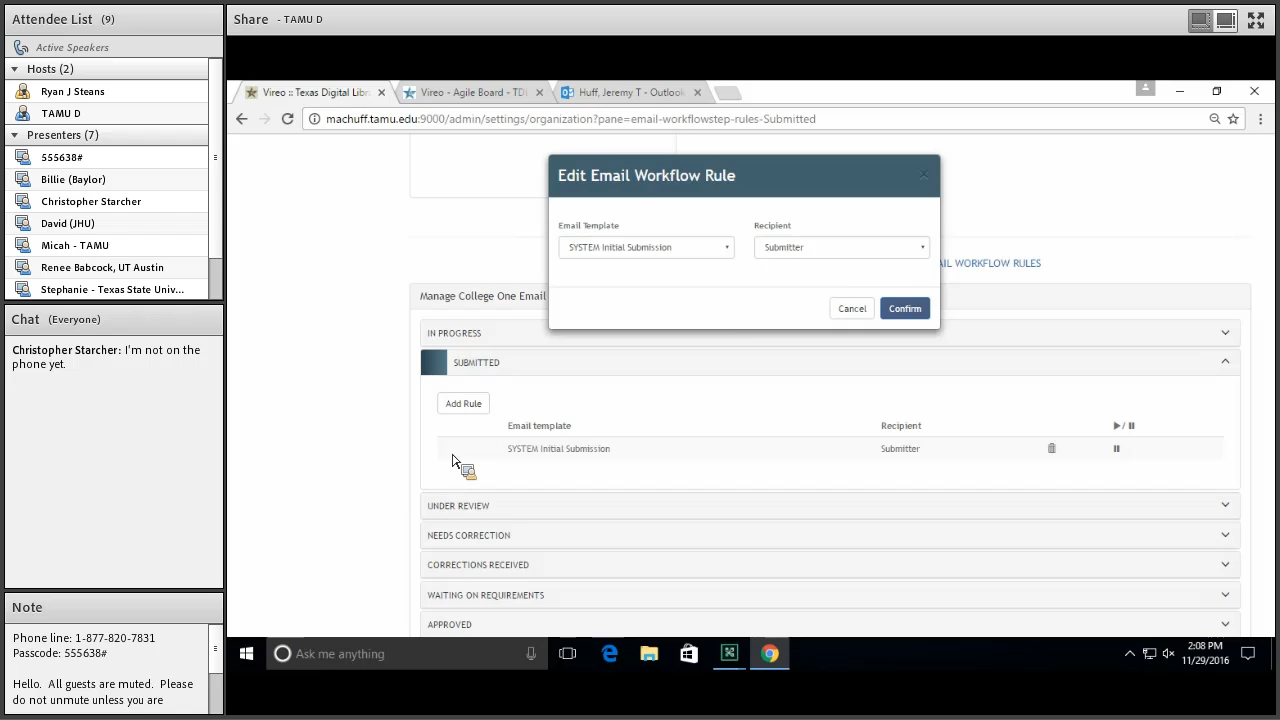 Attendee List (9)
Active Speakers
Hosts (2)
Ryan J Steans
TAMU D
Presenters (7)
555638#
Billie (Baylor)
Christopher Starcher
David (JHU)
Micah - TAMU
Renee Babcock, UT Austin
Stephanie - Texas State Univ...
Chat (Everyone)
Christopher Starcher: I'm not on the
phone yet.
Note
Phone line: 1-877-820-7831
Passcode: 555638#
Hello. All guests are muted. Please
do not unmute unless you are
Share - TAMU D
Vireo :: Texas Digital Libr
Vireo - Agile Board - TDL
Huff, Jeremy T - Outlook
machuff.tamu.edu:9000/admin/settings/organization?pane=email-workflowstep-rules-Submitted
Edit Email Workflow Rule
Email Template
Recipient
SYSTEM Initial Submission
Submitter
Cancel
Confirm
AIL WORKFLOW RULES
Manage College One Email
IN PROGRESS
SUBMITTED
Add Rule
Email template
Recipient
/
SYSTEM Initial Submission
Submitter
UNDER REVIEW
NEEDS CORRECTION
CORRECTIONS RECEIVED
WAITING ON REQUIREMENTS
APPROVED
Ask me anything
2:08 PM
11/29/2016